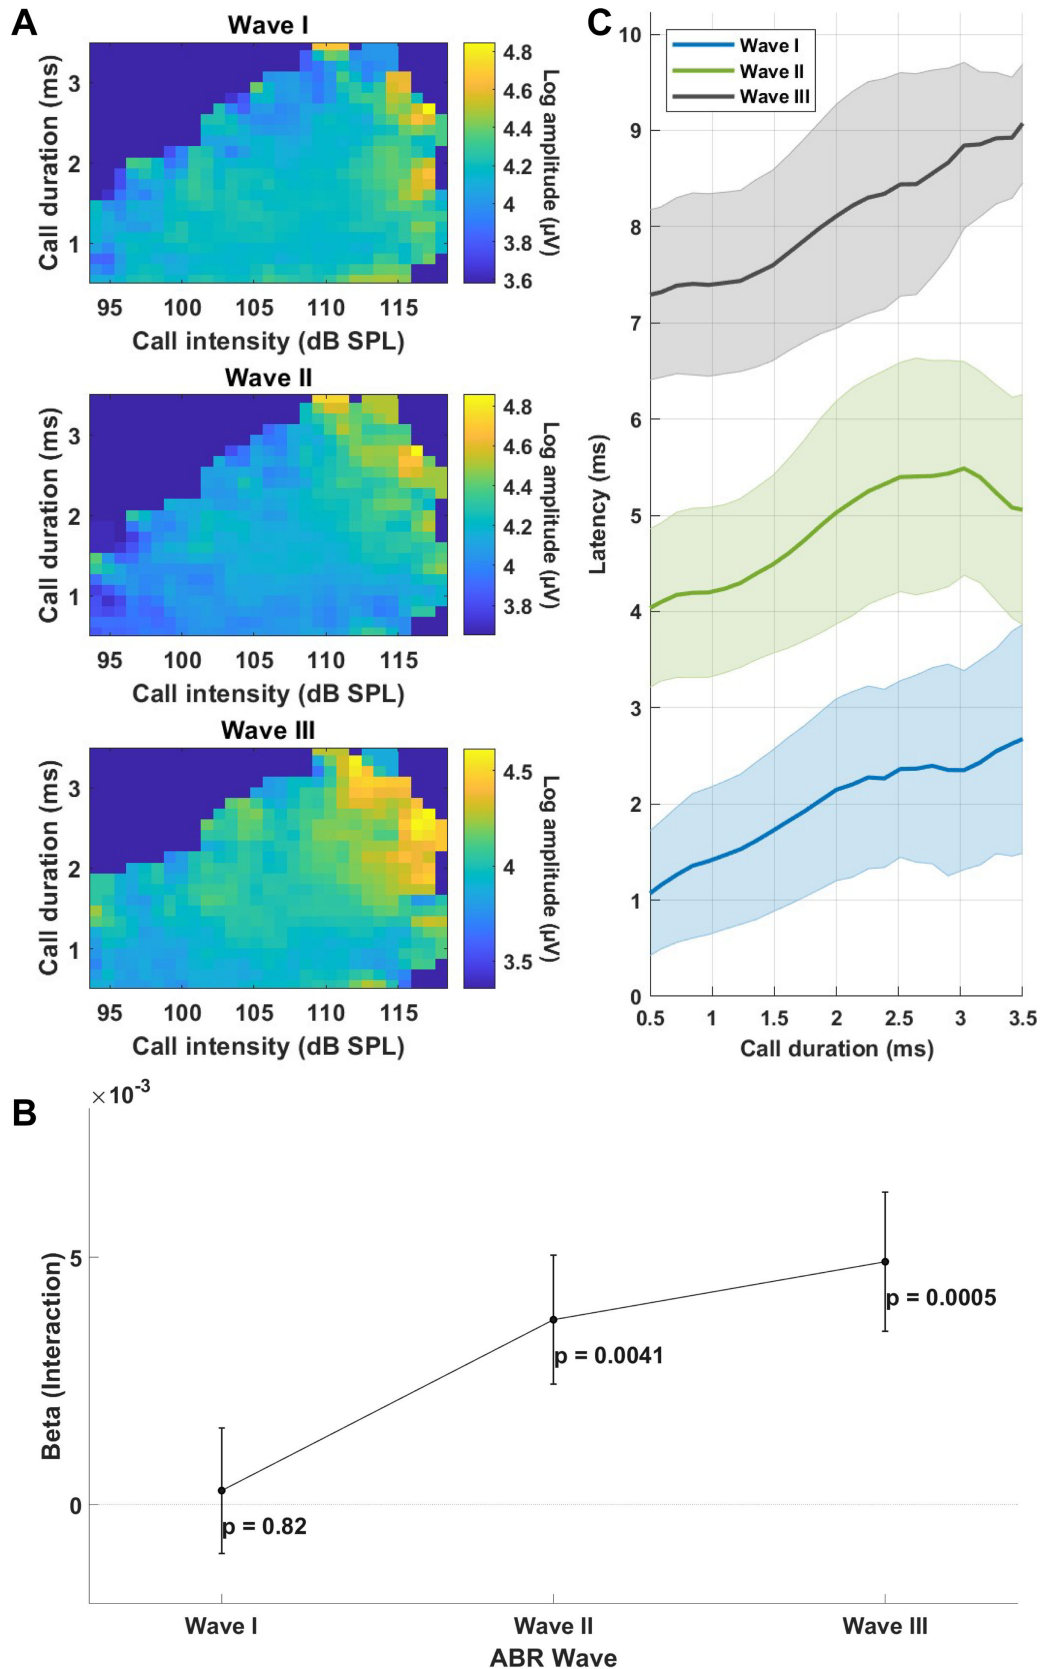 A
Wave I
Call duration (ms)
3
2
1
95 100 105 110 115
Call intensity (dB SPL)
4.8
4.6
4.4
4.2
4
3.8
3.6
Log amplitude (μV)
Wave II
Call duration (ms)
3
2
1
95 100 105 110 115
Call intensity (dB SPL)
4.8
4.6
4.4
4.2
4
3.8
Log amplitude (μV)
Wave III
Call duration (ms)
3
2
1
95 100 105 110 115
Call intensity (dB SPL)
4.5
4
3.5
Log amplitude (μV)
C
Wave I
Wave II
Wave III
Latency (ms)
10
9
8
7
6
5
4
3
2
1
0
0.5 1 1.5 2 2.5 3 3.5
Call duration (ms)
B
×10-3
Beta (Interaction)
5
0
p = 0.82
p = 0.0041
p = 0.0005
Wave I Wave II Wave III
ABR Wave